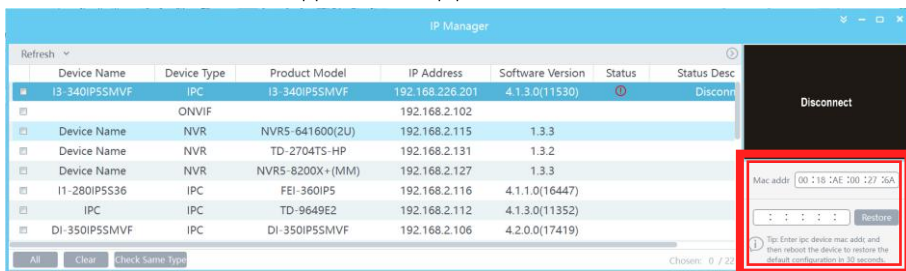 IP Manager
Refresh
Device Name Device Type Product Model IP Address Software Version Status Status Desc
I3-340IP5SMVF IPC I3-340IP5SMVF 192.168.226.201 4.1.3.0(11530) Disconn
Disconnect
ONVIF 192.168.2.102
Device Name NVR NVR5-641600(2U) 192.168.2.115 1.3.3
Device Name NVR TD-2704TS-HP 192.168.2.131 1.3.2
Device Name NVR NVR5-8200X+(MM) 192.168.2.127 1.3.3
I1-280IP5S36 IPC FEI-360IP5 192.168.2.116 4.1.1.0(16447)
IPC IPC TD-9649E2 192.168.2.112 4.1.3.0(11352)
DI-350IP5SMVF IPC DI-350IP5SMVF 192.168.2.106 4.2.0.0(17419)
Mac addr 00 : 18 : AE : 00 : 27 : 6A
: : : : : Restore
Tip: Enter ipc device mac addr, and
then reboot the device to restore the
default configuration in 30 seconds.
All Clear Check Same Type Chosen: 0 / 22